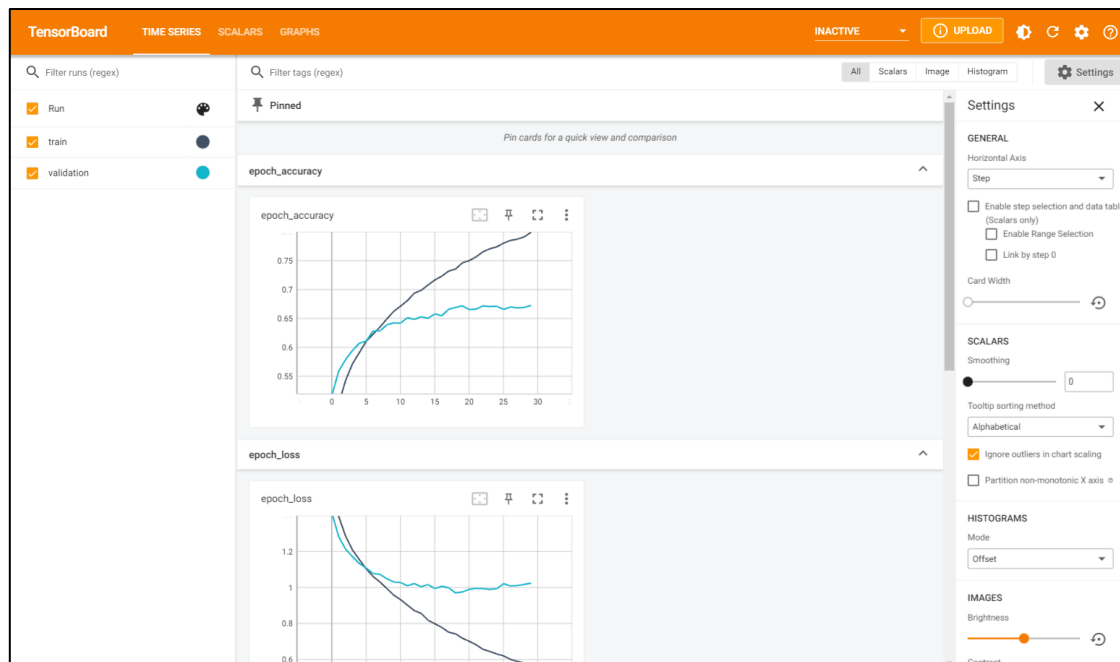 TensorBoard TIME SERIES SCALARS GRAPHS INACTIVE UPLOAD
Filter runs (regex)
Run
train
validation
Filter tags (regex)
All Scalars Image Histogram Settings
Pinned
Pin cards for a quick view and comparison
epoch_accuracy
epoch_accuracy
0.75
0.7
0.65
0.6
0.55
0 5 10 15 20 25 30
epoch_loss
epoch_loss
1.2
1
0.8
0.6
Settings
GENERAL
Horizontal Axis
Step
Enable step selection and data tabl
(Scalars only)
Enable Range Selection
Link by step 0
Card Width
SCALARS
Smoothing
0
Tooltip sorting method
Alphabetical
Ignore outliers in chart scaling
Partition non-monotonic X axis
HISTOGRAMS
Mode
Offset
IMAGES
Brightness